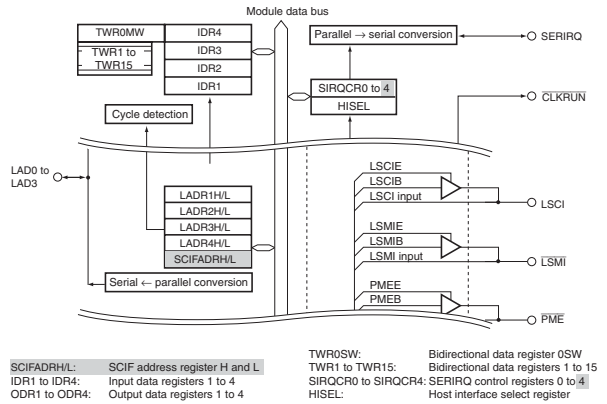 Module data bus
TWR0MW
TWR1 to
TWR15
IDR4
IDR3
IDR2
IDR1
Parallel → serial conversion
SERIRQ
SIRQCR0 to 4
HISEL
CLKRUN
Cycle detection
LAD0 to
LAD3
LADR1H/L
LADR2H/L
LADR3H/L
LADR4H/L
SCIFADRH/L
Serial ← parallel conversion
LSCIE
LSCIB
LSCI input
LSCI
LSMIE
LSMIB
LSMI input
LSMI
PMEE
PMEB
PME
SCIFADRH/L: SCIF address register H and L
IDR1 to IDR4: Input data registers 1 to 4
ODR1 to ODR4: Output data registers 1 to 4
TWR0SW: Bidirectional data register 0SW
TWR1 to TWR15: Bidirectional data registers 1 to 15
SIRQCR0 to SIRQCR4: SERIRQ control registers 0 to 4
HISEL: Host interface select register